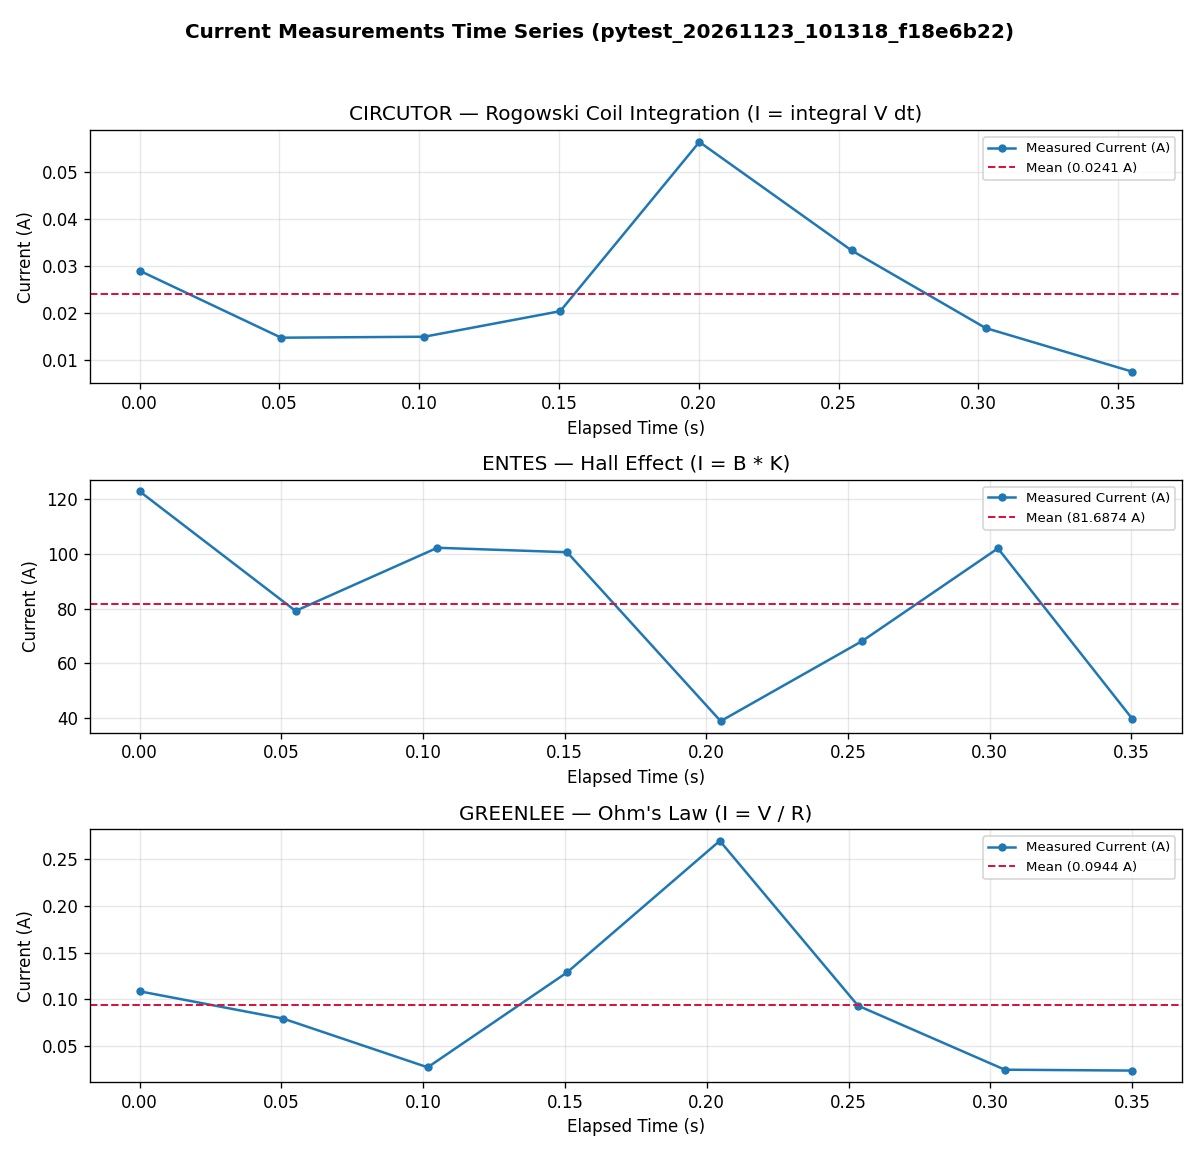 Current Measurements Time Series (pytest_20261123_101318_f18e6b22)
CIRCUTOR — Rogowski Coil Integration (I = integral V dt)
Current (A)
0.05
0.04
0.03
0.02
0.01
Measured Current (A)
Mean (0.0241 A)
0.00 0.05 0.10 0.15 0.20 0.25 0.30 0.35
Elapsed Time (s)
ENTES — Hall Effect (I = B * K)
Current (A)
120
100
80
60
40
Measured Current (A)
Mean (81.6874 A)
0.00 0.05 0.10 0.15 0.20 0.25 0.30 0.35
Elapsed Time (s)
GREENLEE — Ohm's Law (I = V / R)
Current (A)
0.25
0.20
0.15
0.10
0.05
Measured Current (A)
Mean (0.0944 A)
0.00 0.05 0.10 0.15 0.20 0.25 0.30 0.35
Elapsed Time (s)